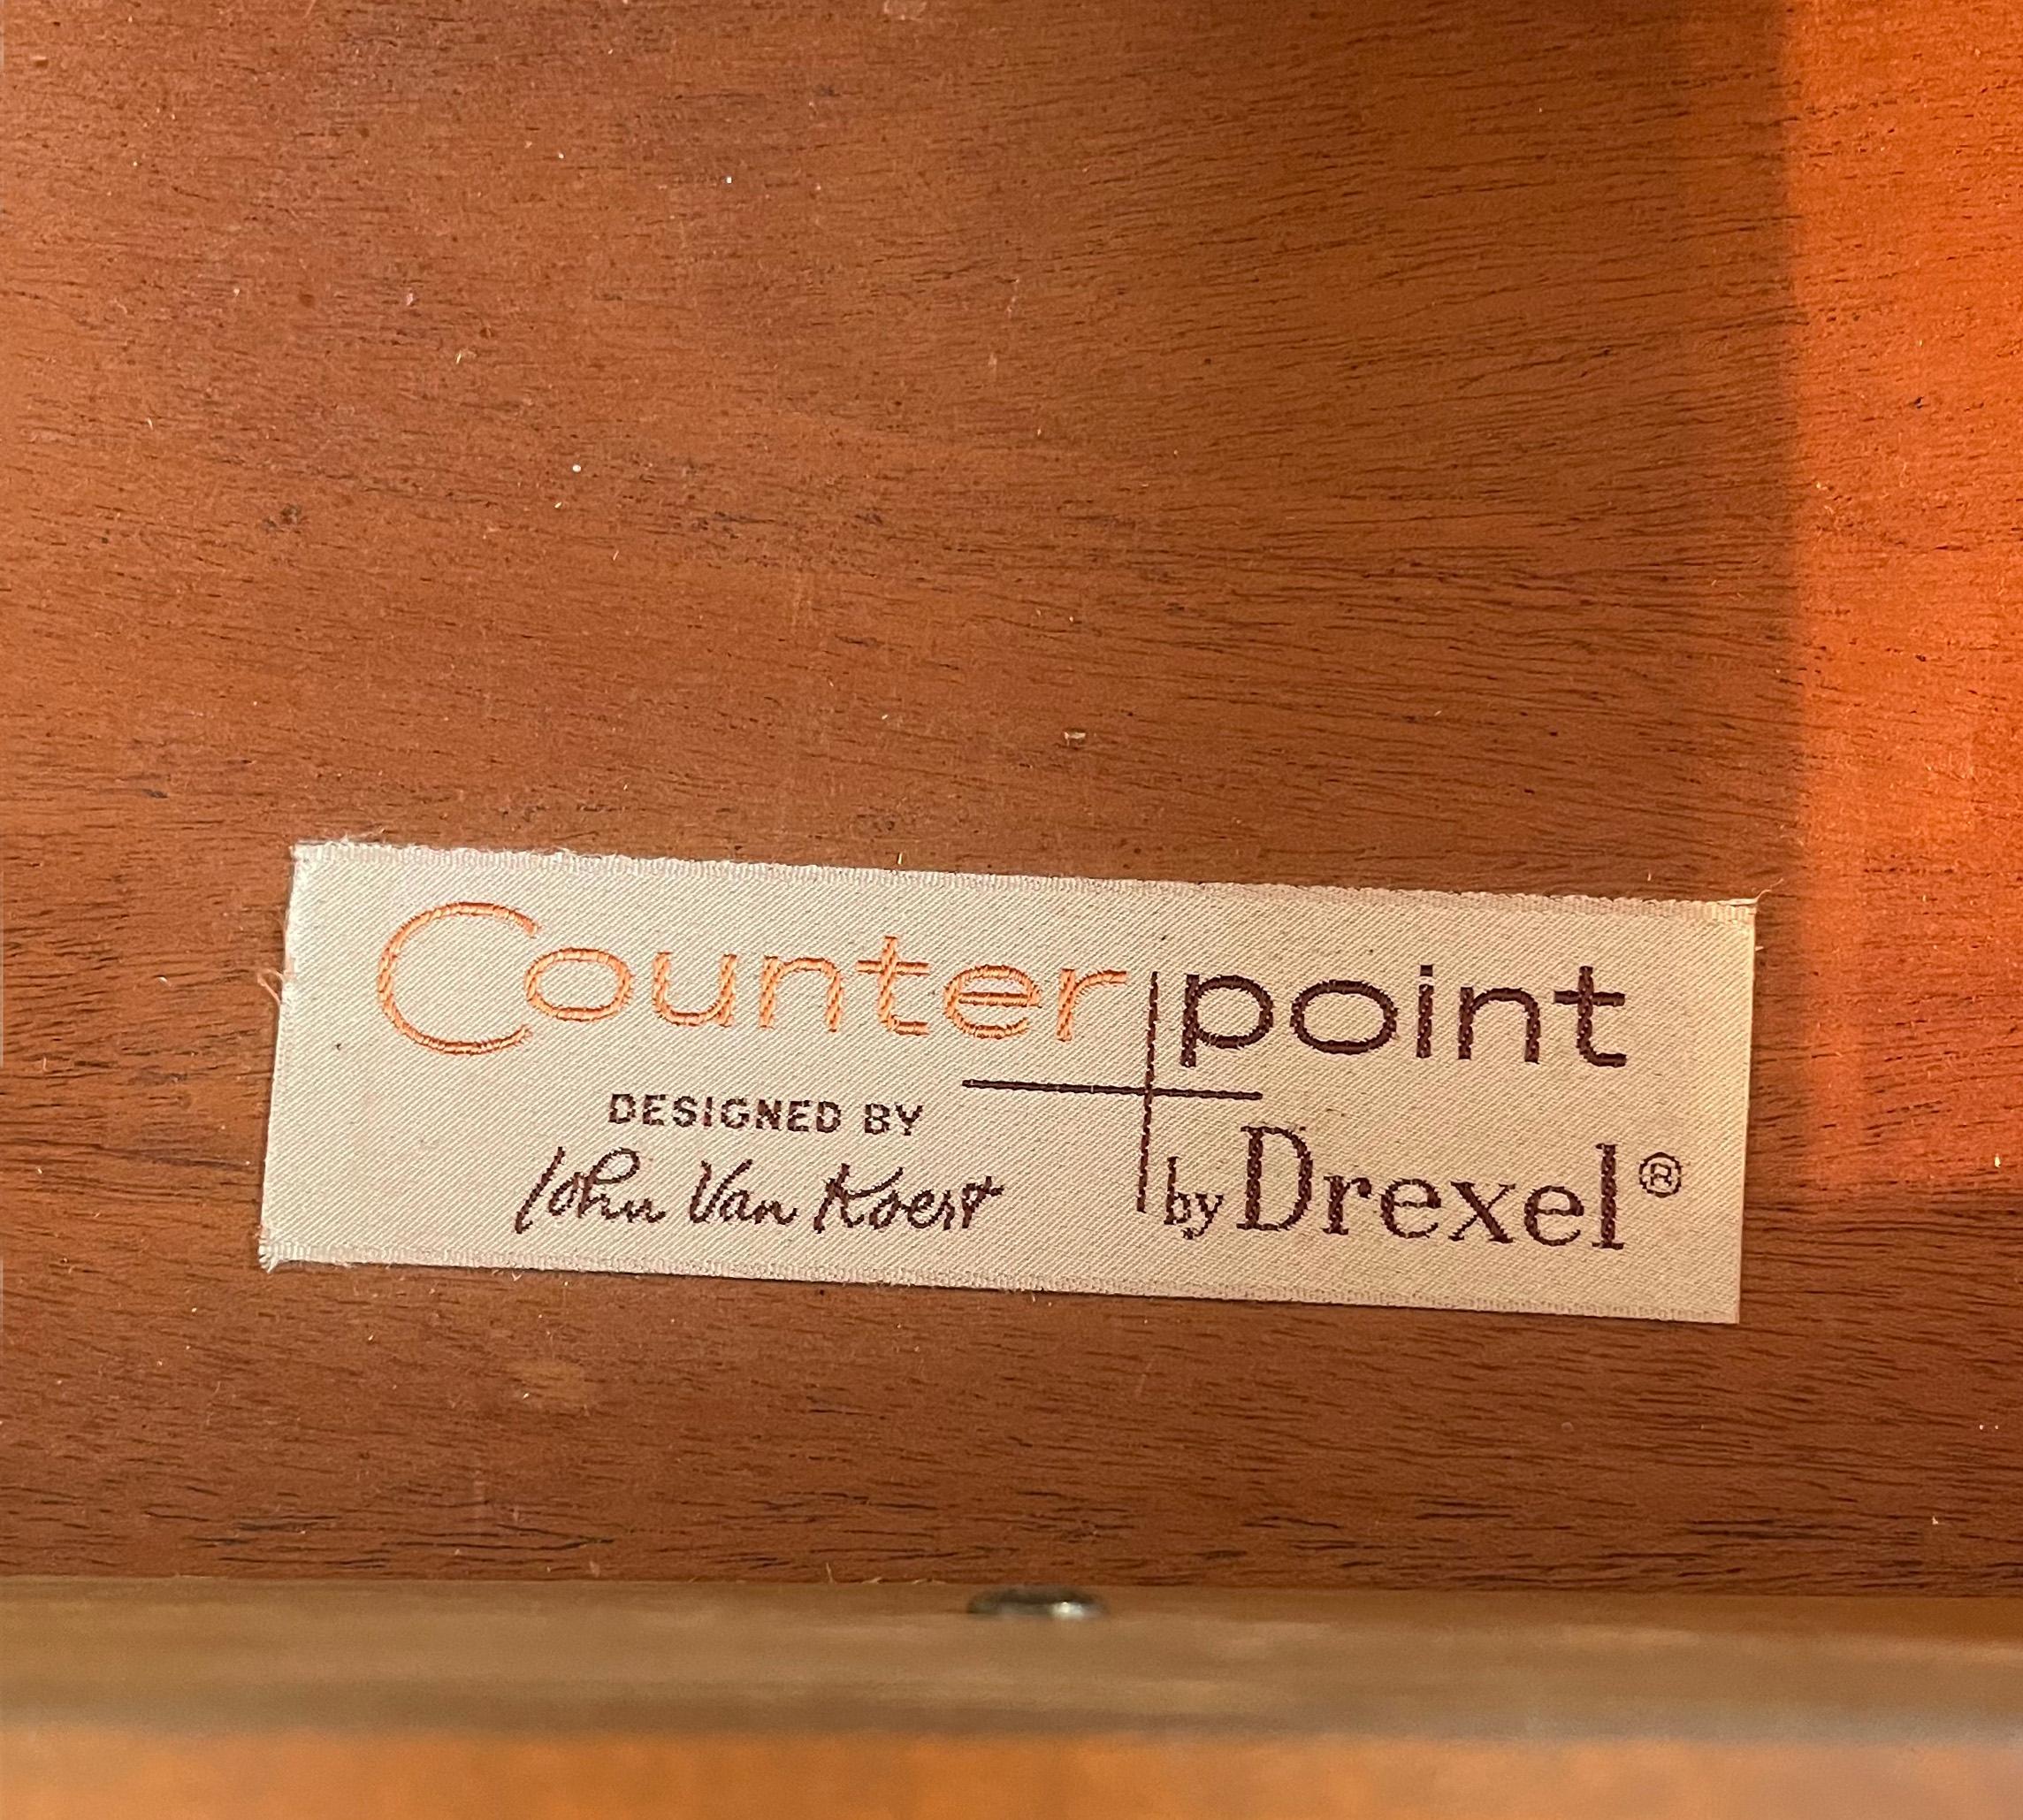 Counterpoint
DESIGNED BY
John Van Koert
by Drexel®